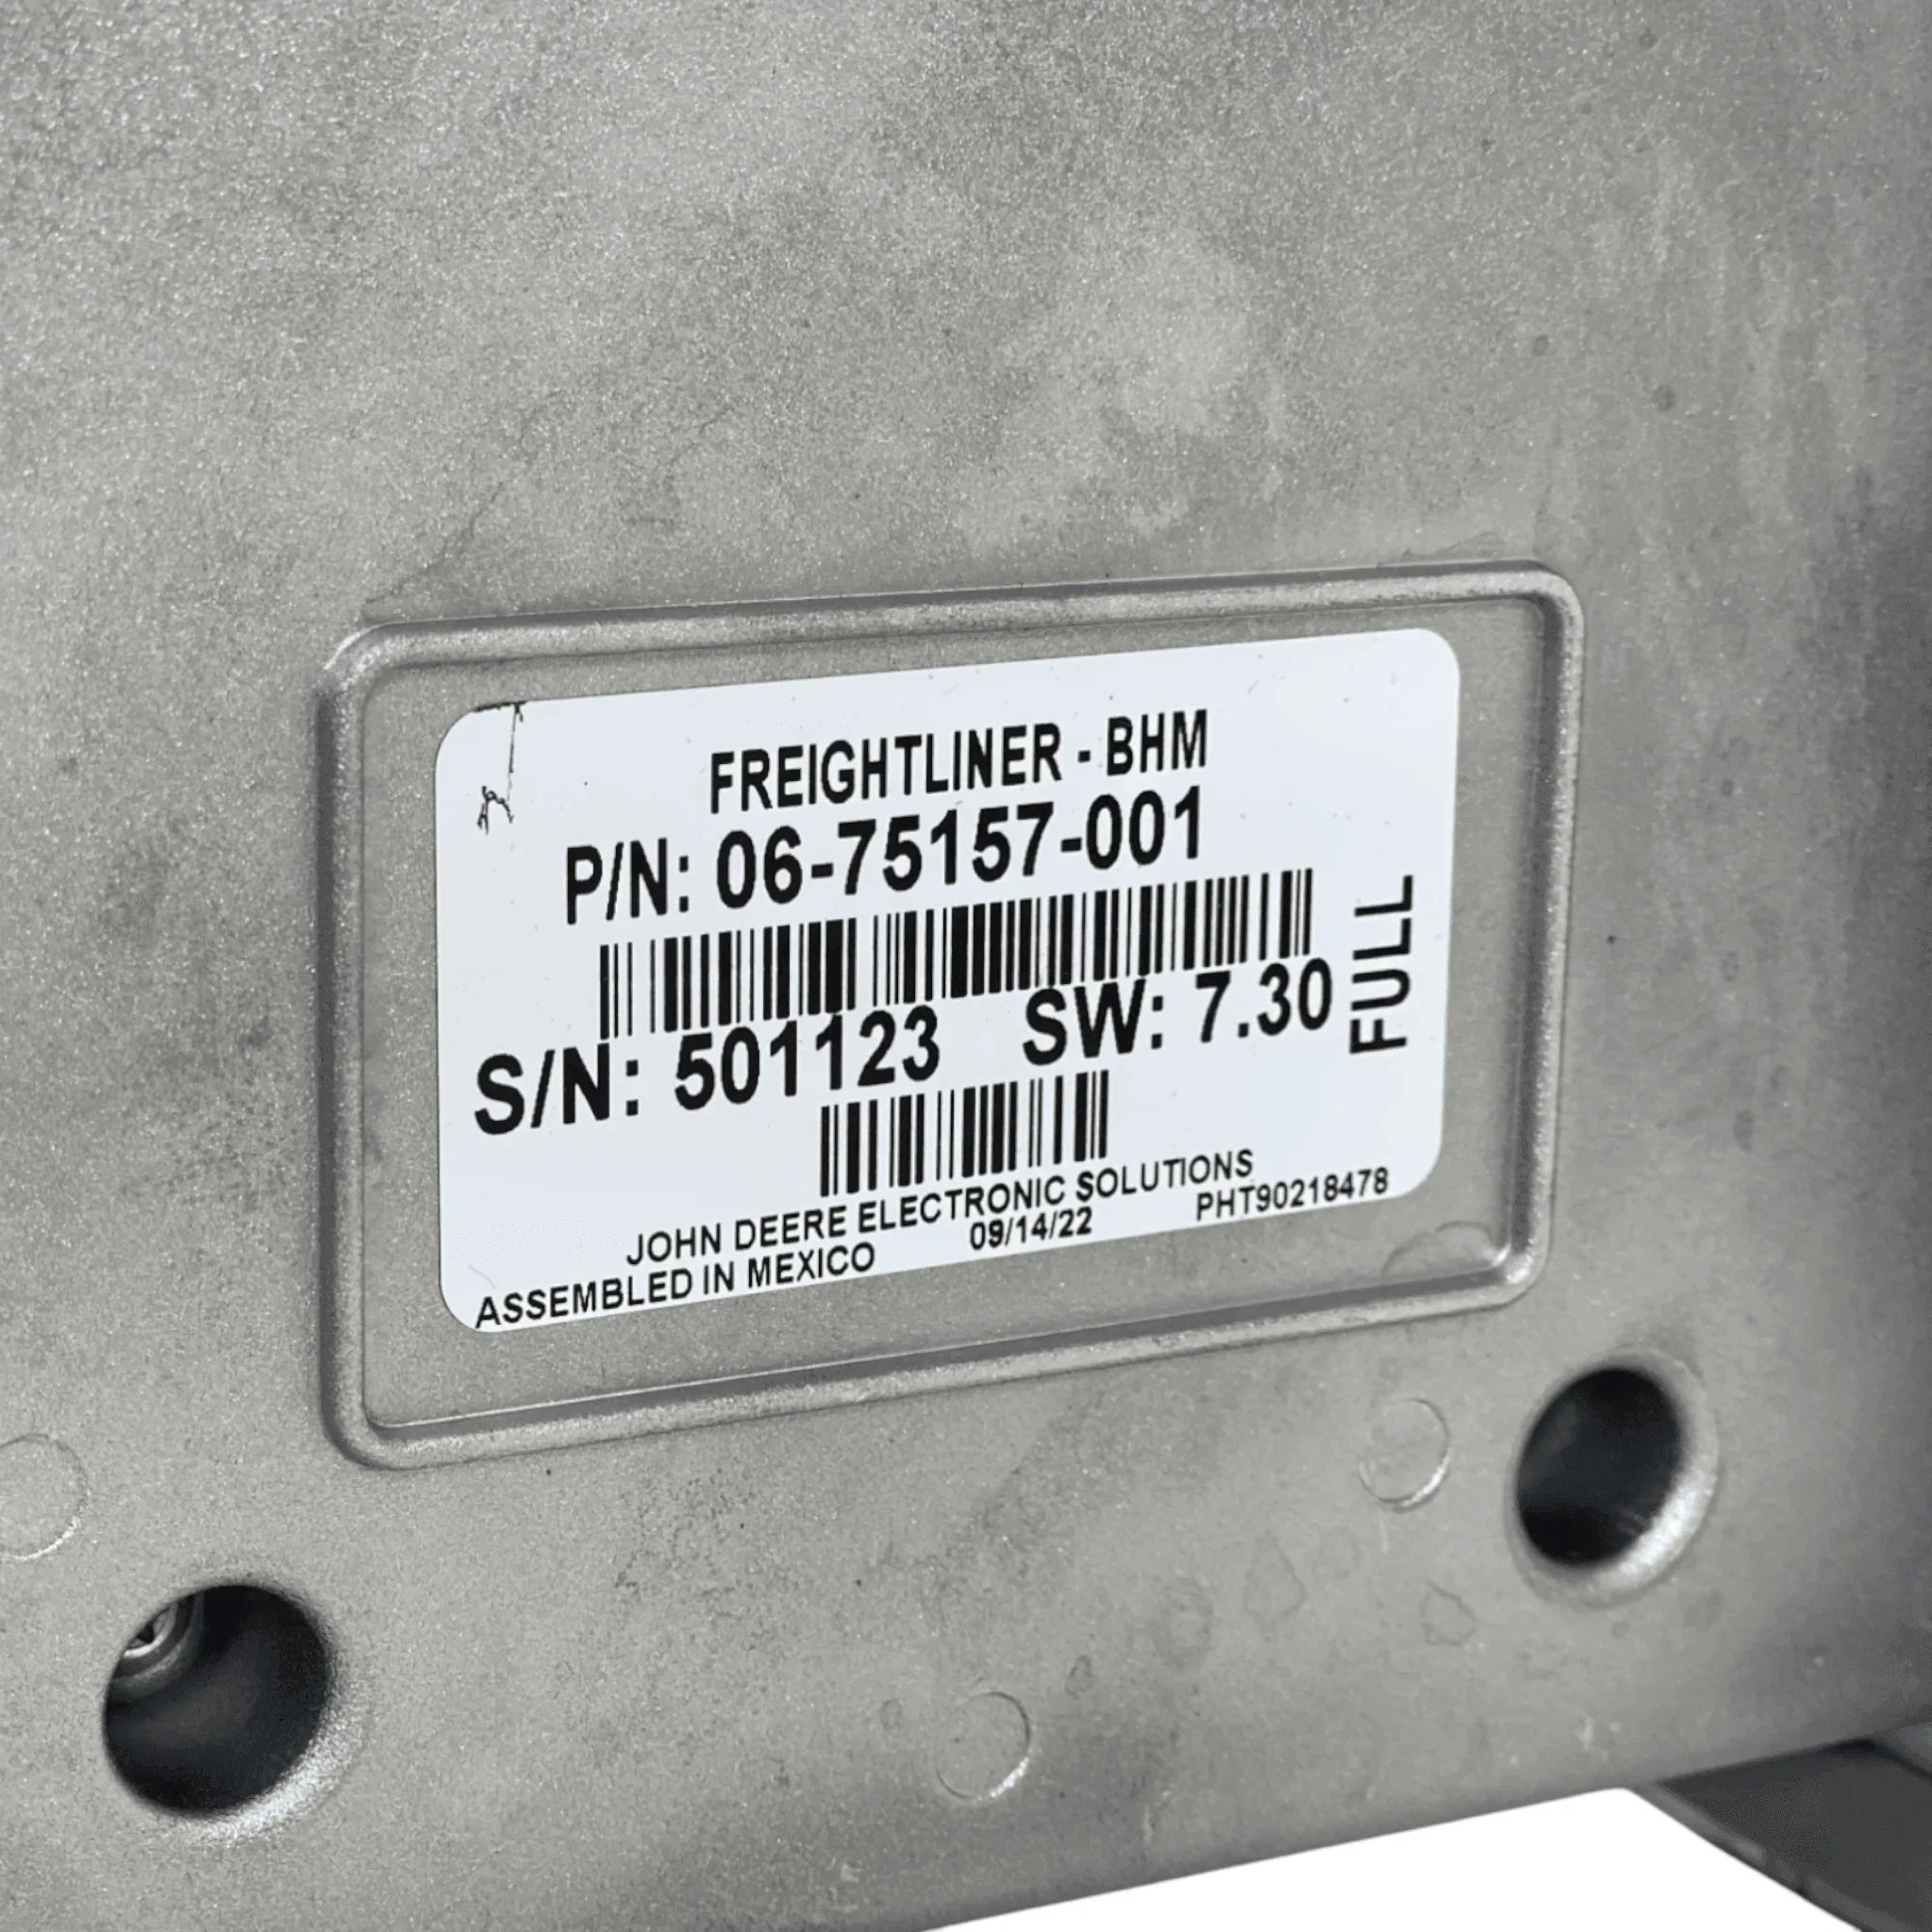 FREIGHTLINER - BHM
P/N: 06-75157-001
S/N: 501123 SW: 7.30
FULL
JOHN DEERE ELECTRONIC SOLUTIONS
ASSEMBLED IN MEXICO 09/14/22 PHT90218478